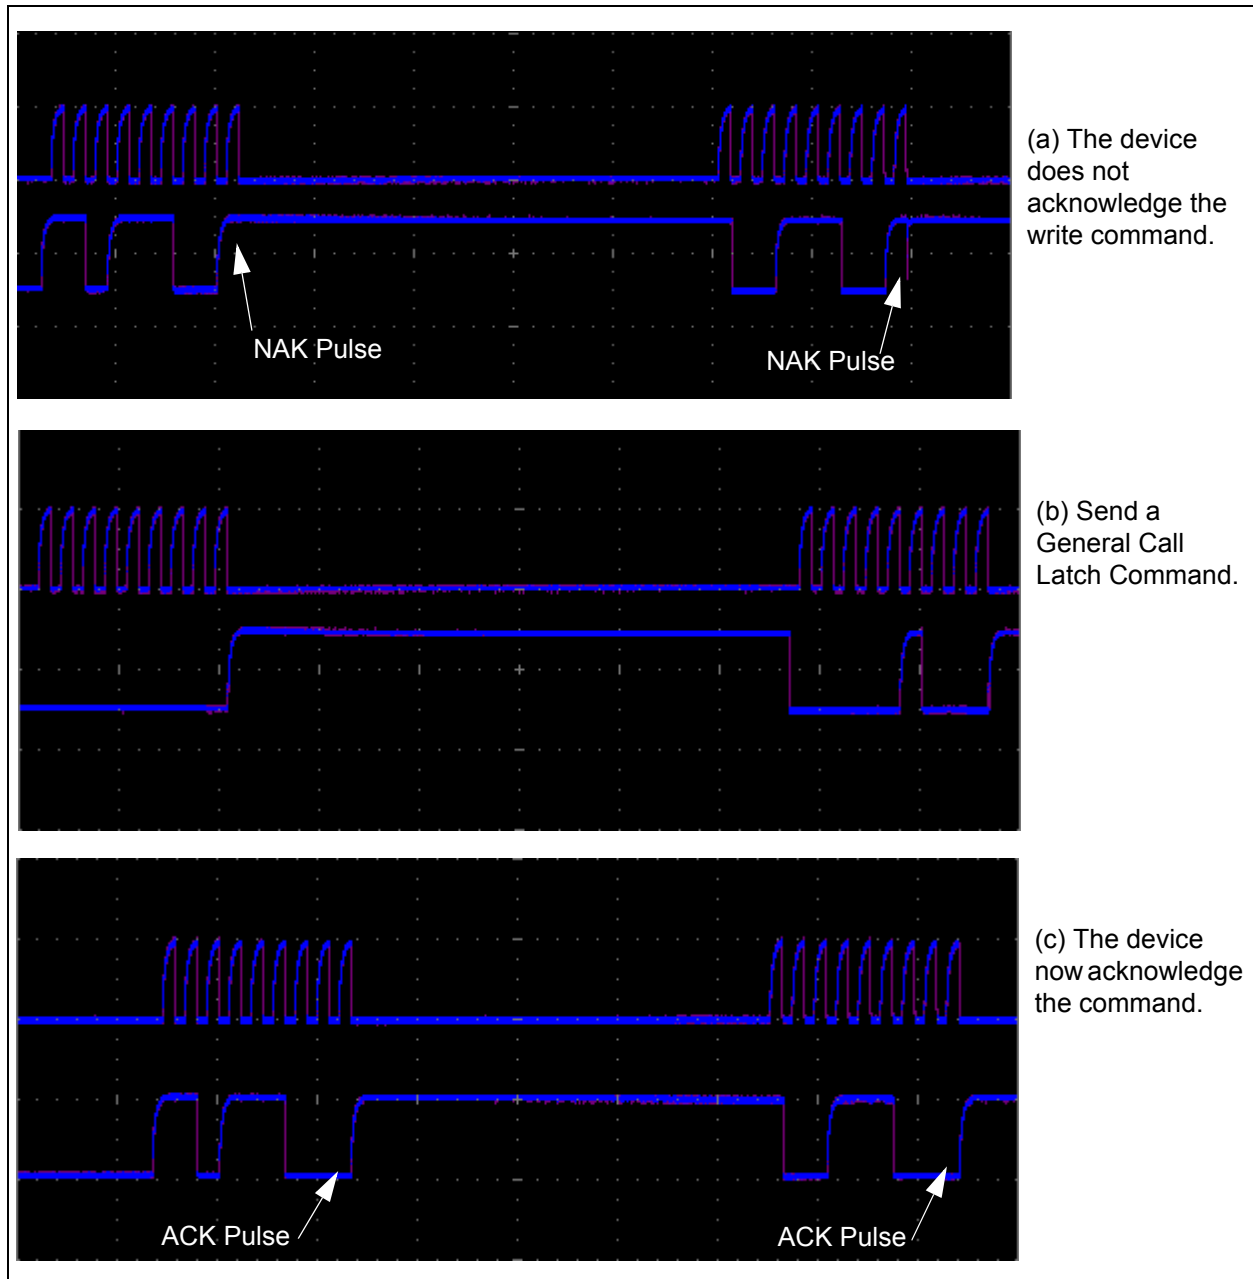 (a) The device
does not
acknowledge the
write command.
NAK Pulse
NAK Pulse
(b) Send a
General Call
Latch Command.
(c) The device
now acknowledge
the command.
ACK Pulse
ACK Pulse